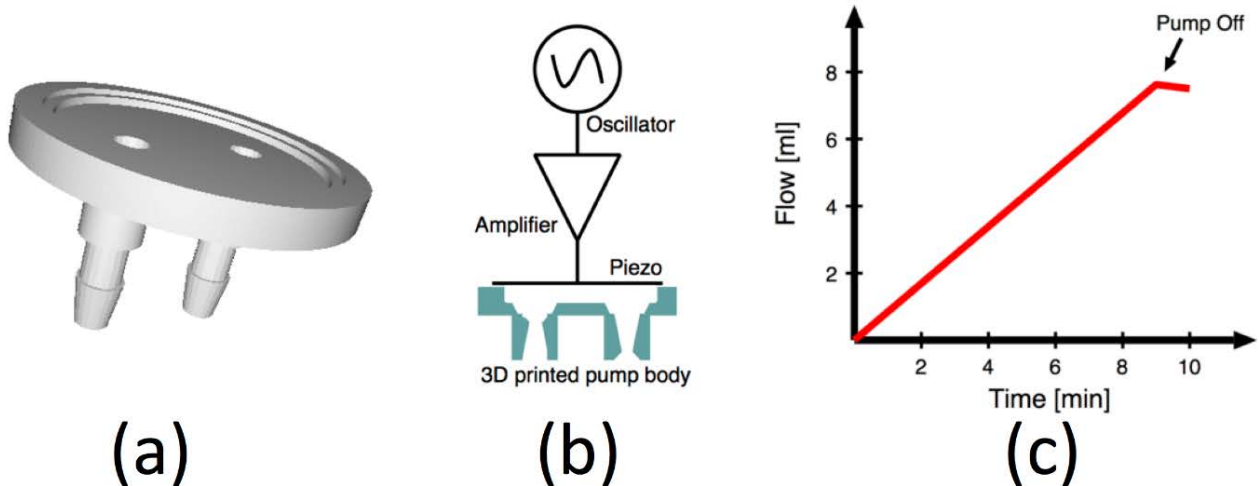 Oscillator
Amplifier
Piezo
3D printed pump body
Pump Off
Flow [ml]
8
6
4
2
2 4 6 8 10
Time [min]
(a) (b) (c)